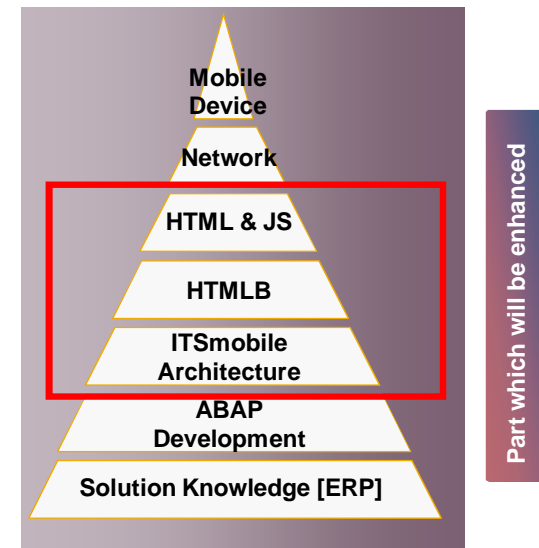 Mobile
Device
Network
HTML & JS
HTMLB
ITSmobile
Architecture
ABAP
Development
Solution Knowledge [ERP]
Part which will be enhanced